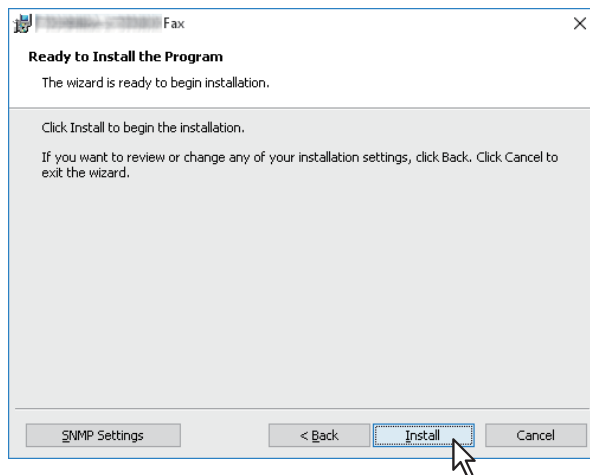 Fax
Ready to Install the Program
The wizard is ready to begin installation.
Click Install to begin the installation.
If you want to review or change any of your installation settings, click Back. Click Cancel to
exit the wizard.
SNMP Settings
< Back
Install
Cancel